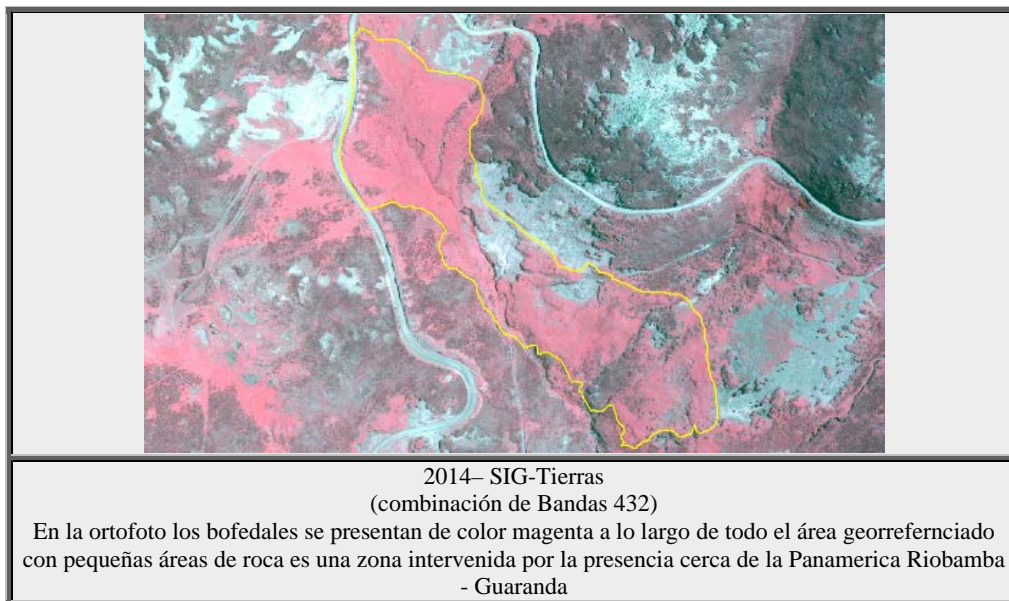 2014– SIG-Tierras
(combinación de Bandas 432)
En la ortofoto los bofedales se presentan de color magenta a lo largo de todo el área georrefernciado
con pequeñas áreas de roca es una zona intervenida por la presencia cerca de la Panamerica Riobamba
- Guaranda